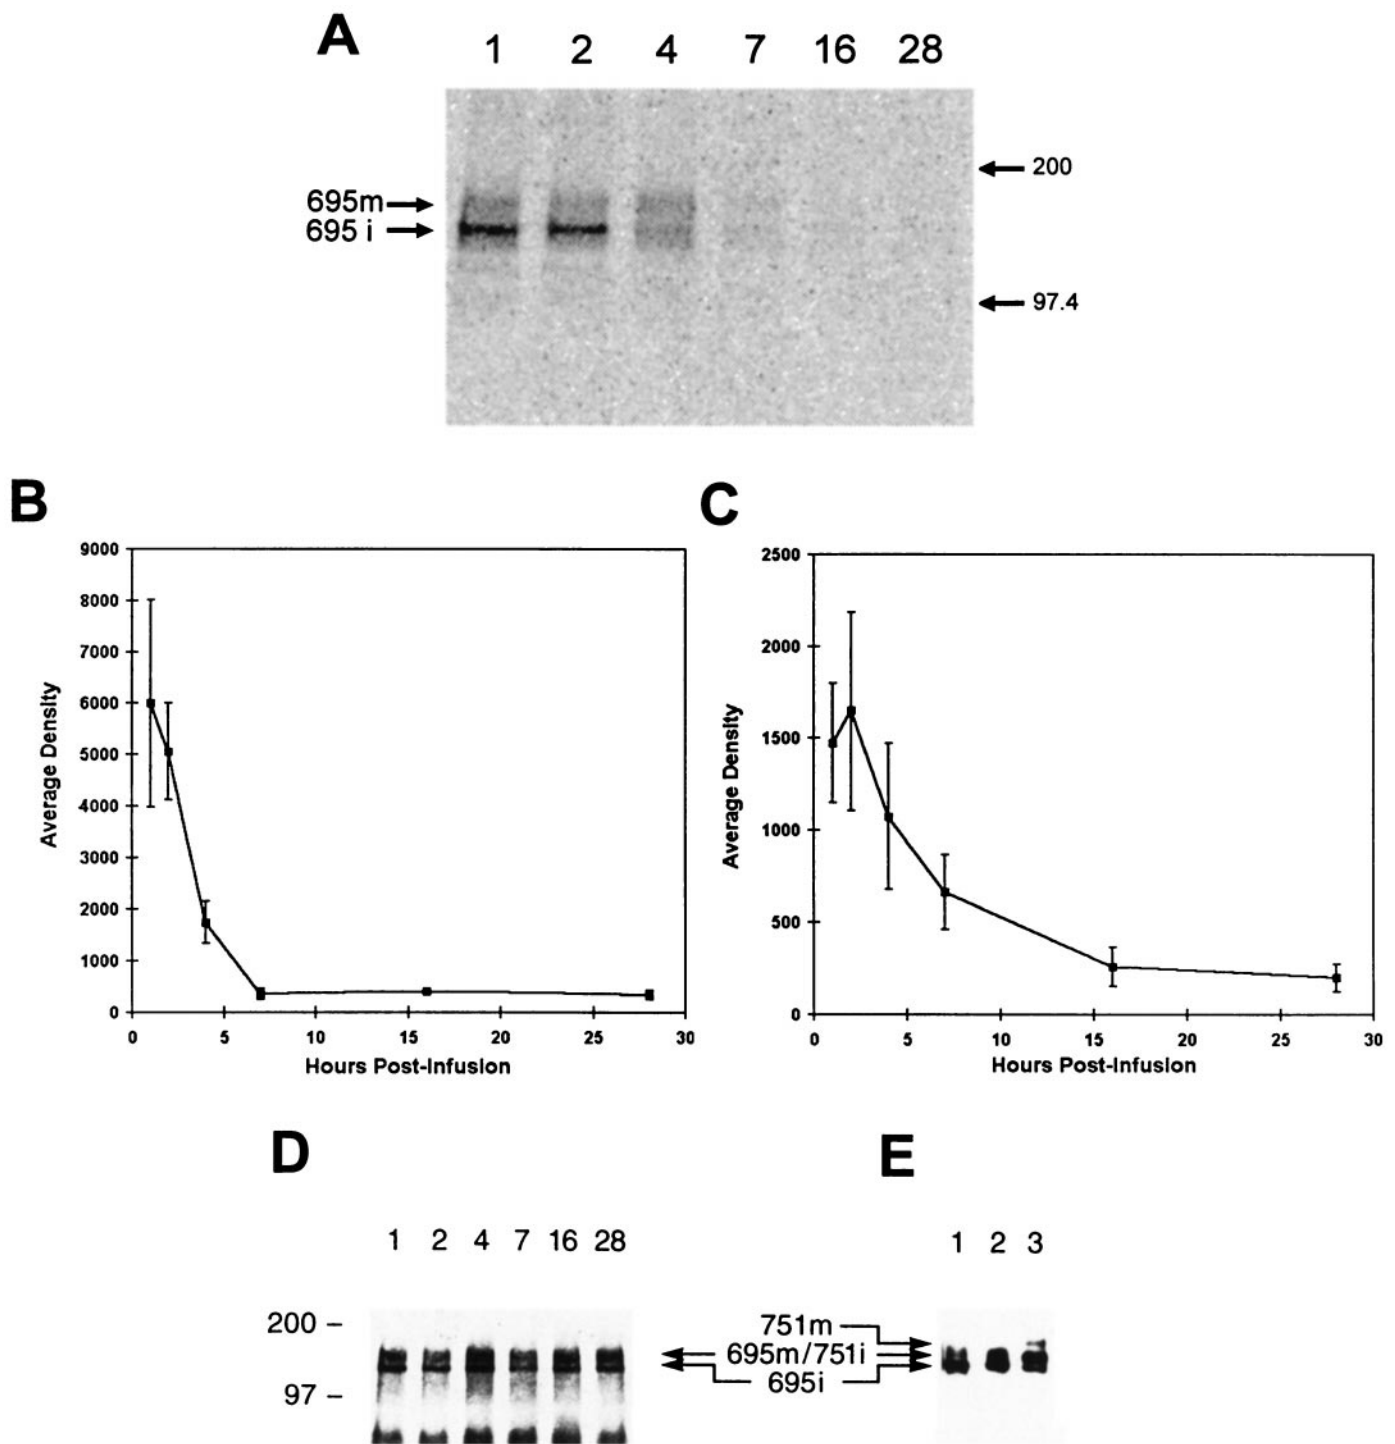 A
1 2 4 7 16 28
200
695m
695 i
97.4
B
9000
8000
7000
6000
5000
4000
3000
2000
1000
0
0 5 10 15 20 25 30
Average Density
Hours Post-Infusion
C
2500
2000
1500
1000
500
0
0 5 10 15 20 25 30
Average Density
Hours Post-Infusion
D
1 2 4 7 16 28
200 –
97 –
E
1 2 3
751m
695m/751i
695i